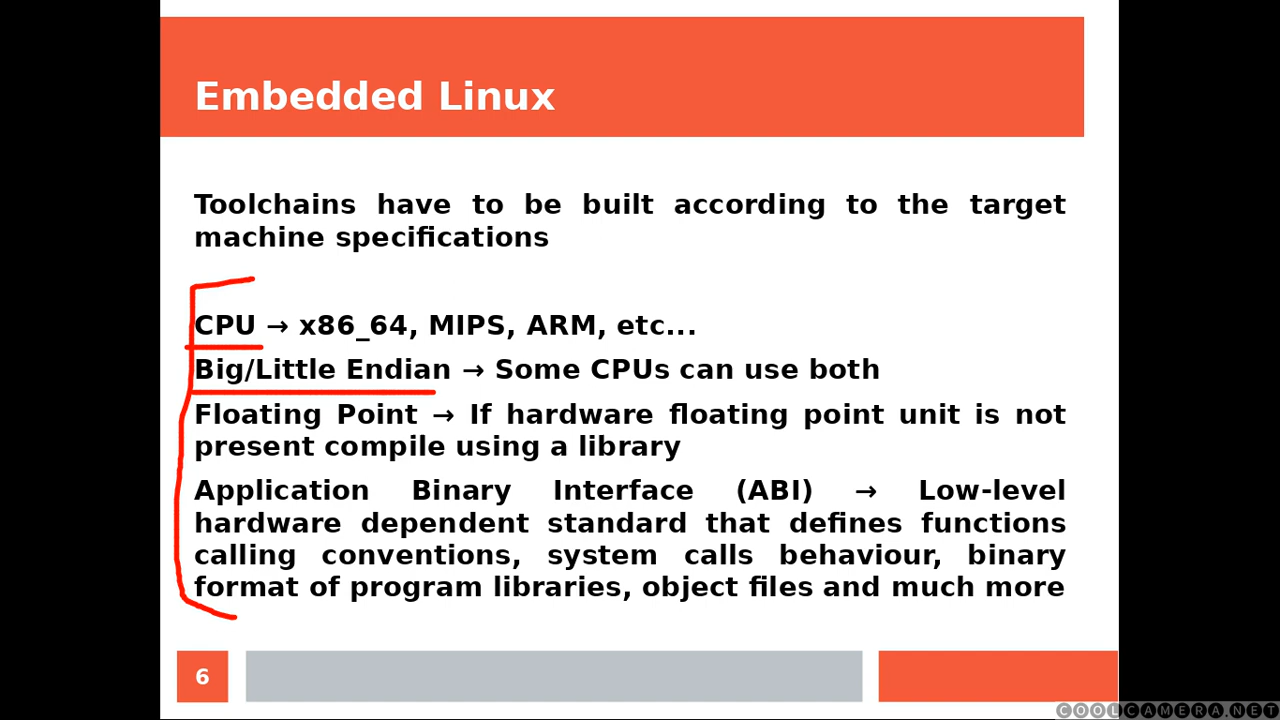 Embedded Linux
Toolchains have to be built according to the target
machine specifications
CPU → x86_64, MIPS, ARM, etc...
Big/Little Endian → Some CPUs can use both
Floating Point → If hardware floating point unit is not
present compile using a library
Application Binary Interface (ABI) → Low-level
hardware dependent standard that defines functions
calling conventions, system calls behaviour, binary
format of program libraries, object files and much more
6
COOLCAMERA.NET